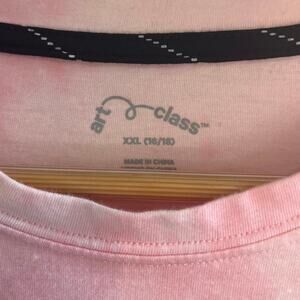 art class™
XXL (16/18)
MADE IN CHINA